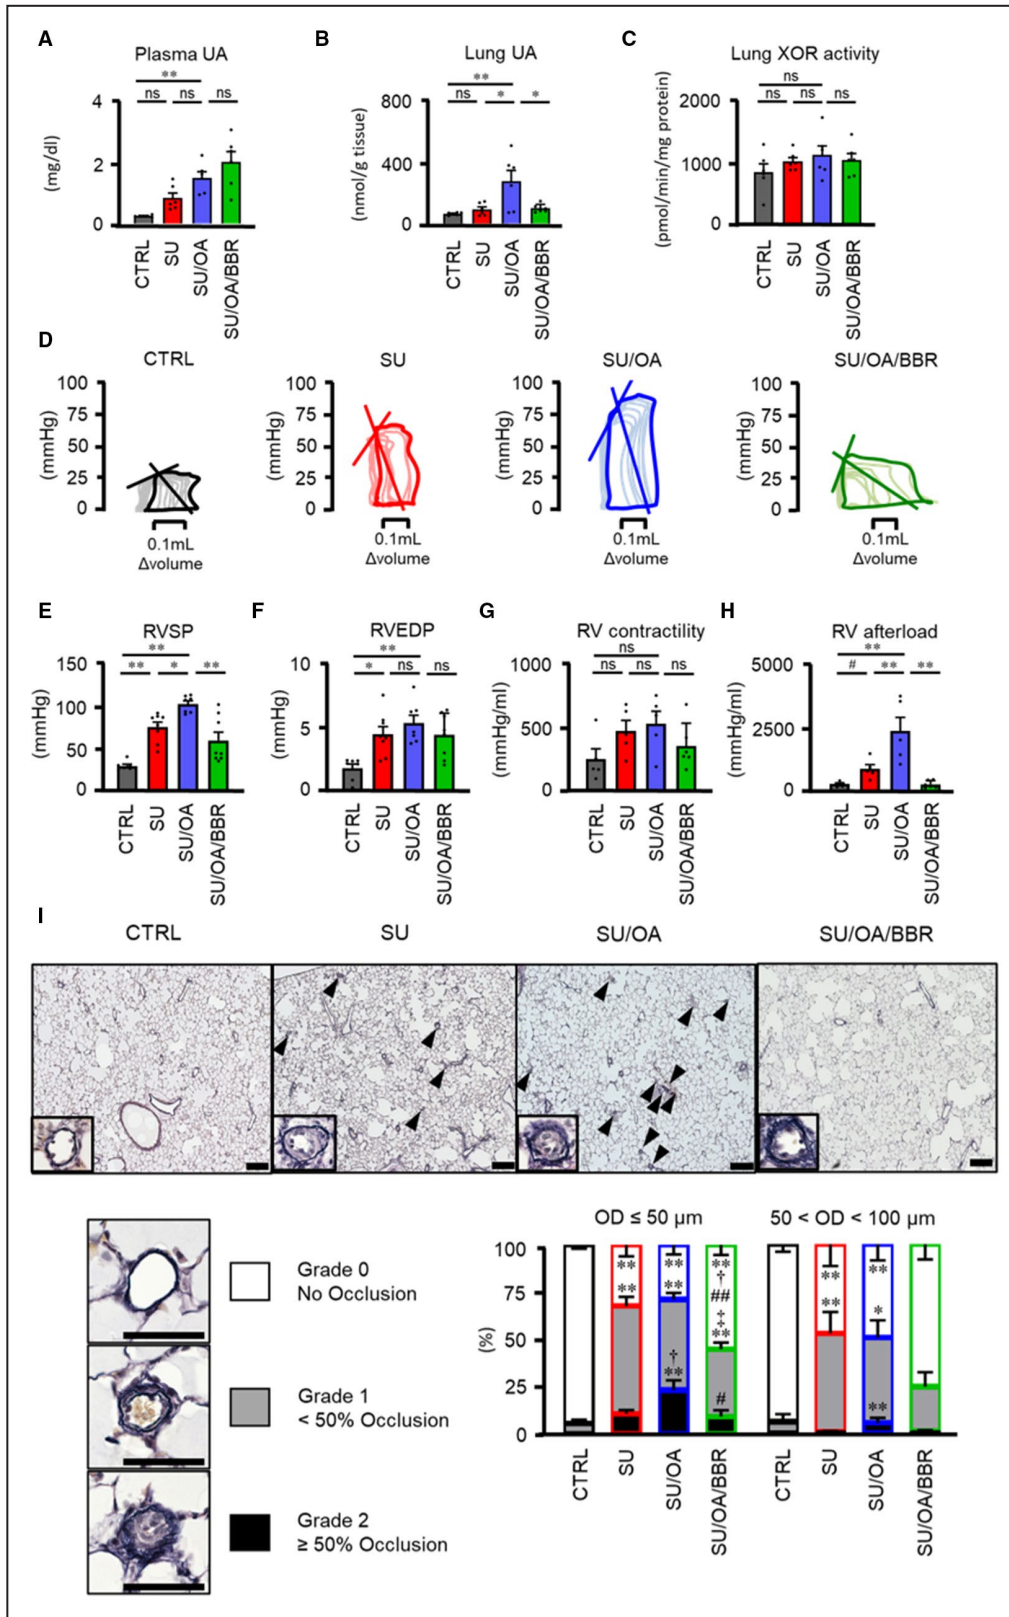 A
Plasma UA
**
ns ns ns
4
2
0
(mg/dl)
CTRL
SU
SU/OA
SU/OA/BBR
B
Lung UA
**
ns * *
800
400
0
(nmol/g tissue)
CTRL
SU
SU/OA
SU/OA/BBR
C
Lung XOR activity
ns
ns ns ns
2000
1000
0
(pmol/min/mg protein)
CTRL
SU
SU/OA
SU/OA/BBR
D
CTRL
100
75
50
25
0
(mmHg)
0.1mL
Δvolume
SU
100
75
50
25
0
(mmHg)
0.1mL
Δvolume
SU/OA
100
75
50
25
0
(mmHg)
0.1mL
Δvolume
SU/OA/BBR
100
75
50
25
0
(mmHg)
0.1mL
Δvolume
E
RVSP
**
** * **
150
100
50
0
(mmHg)
CTRL
SU
SU/OA
SU/OA/BBR
F
RVEDP
**
* ns ns
10
5
0
(mmHg)
CTRL
SU
SU/OA
SU/OA/BBR
G
RV contractility
ns
ns ns ns
1000
500
0
(mmHg/ml)
CTRL
SU
SU/OA
SU/OA/BBR
H
RV afterload
**
# ** **
5000
2500
0
(mmHg/ml)
CTRL
SU
SU/OA
SU/OA/BBR
I
CTRL
SU
SU/OA
SU/OA/BBR
Grade 0
No Occlusion
Grade 1
< 50% Occlusion
Grade 2
≥ 50% Occlusion
OD ≤ 50 μm
50 < OD < 100 μm
100
75
50
25
0
(%)
**
**
**
**
†
**
**
†
##
‡
**
#
**
**
**
*
**
CTRL
SU
SU/OA
SU/OA/BBR
CTRL
SU
SU/OA
SU/OA/BBR